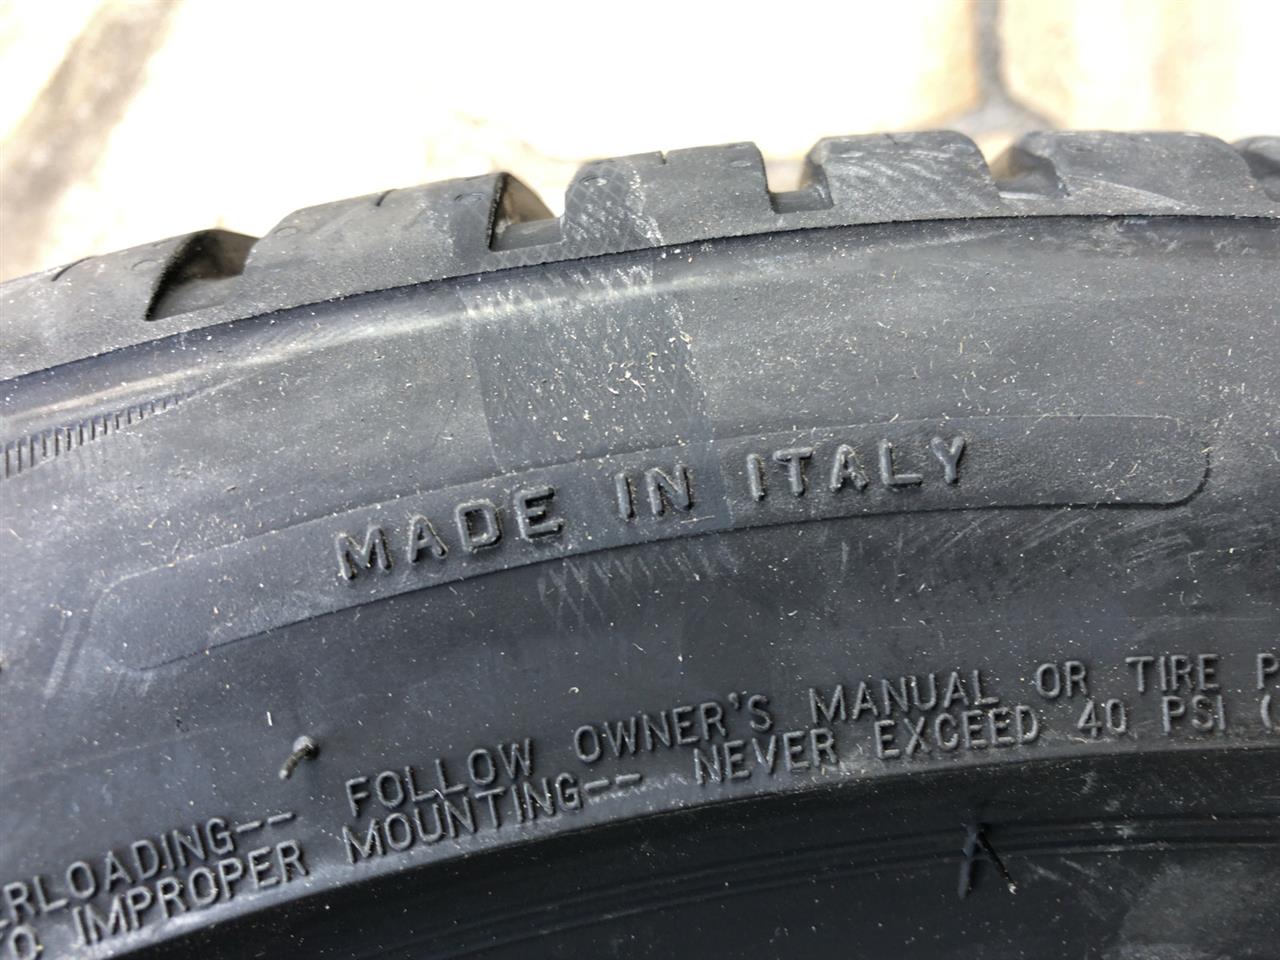 MADE IN ITALY
FOLLOW OWNER'S MANUAL OR TIRE
IMPROPER MOUNTING-- NEVER EXCEED 40 PSI (